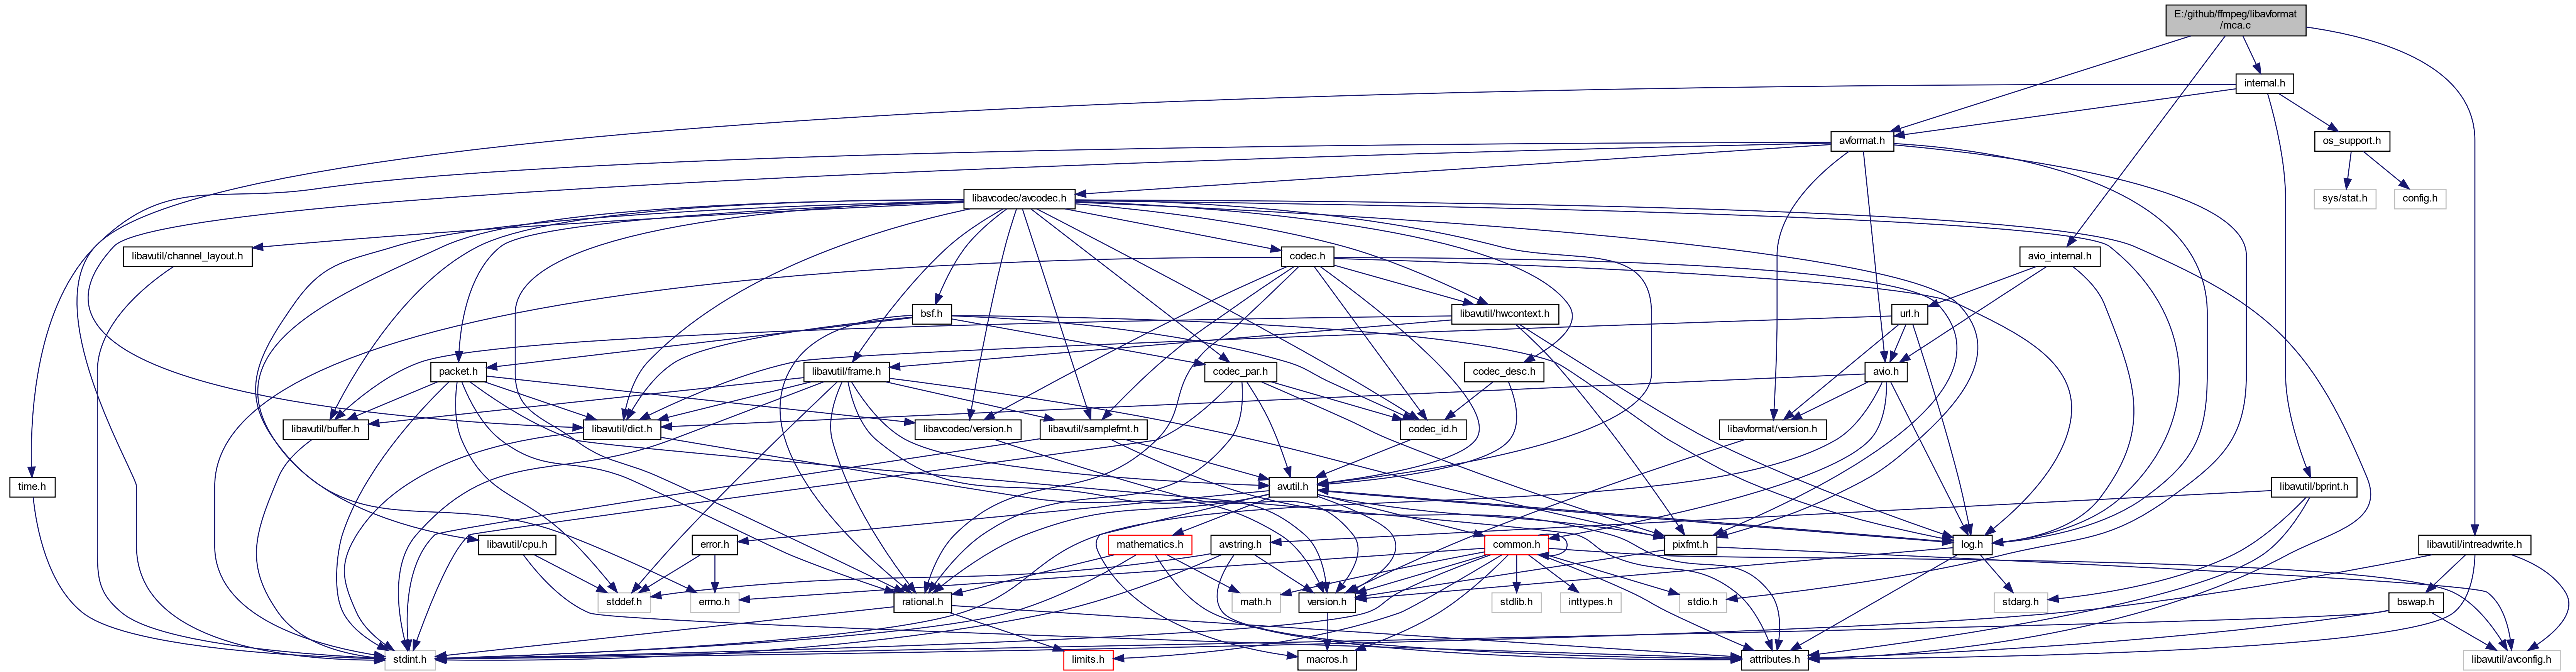 E:/github/ffmpeg/libavformat
/mca.c
internal.h
avformat.h
os_support.h
libavcodec/avcodec.h
sys/stat.h
config.h
libavutil/channel_layout.h
codec.h
avio_internal.h
bsf.h
libavutil/hwcontext.h
url.h
packet.h
libavutil/frame.h
codec_par.h
codec_desc.h
avio.h
libavutil/buffer.h
libavutil/dict.h
libavcodec/version.h
libavutil/samplefmt.h
codec_id.h
libavformat/version.h
time.h
avutil.h
libavutil/bprint.h
libavutil/cpu.h
error.h
mathematics.h
avstring.h
common.h
pixfmt.h
log.h
libavutil/intreadwrite.h
stddef.h
errno.h
rational.h
math.h
version.h
stdlib.h
inttypes.h
stdio.h
stdarg.h
bswap.h
stdint.h
limits.h
macros.h
attributes.h
libavutil/avconfig.h